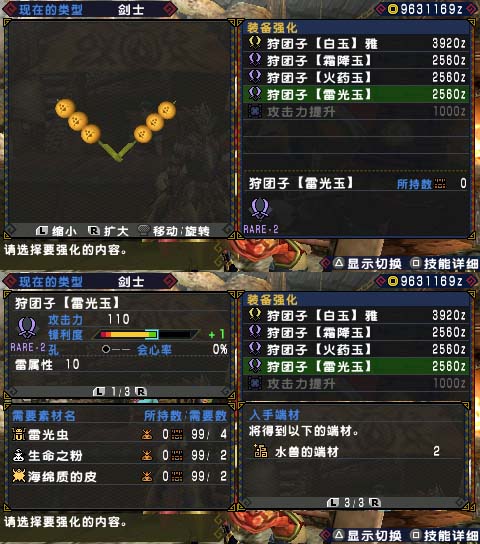 现在的类型 剑士
9631169z
装备强化
狩团子【白玉】雅 3920z
狩团子【霜降玉】 2560z
狩团子【火药玉】 2560z
狩团子【雷光玉】 2560z
攻击力提升 1000z
狩团子【雷光玉】 所持数 0
RARE-2
L 缩小 R 扩大 移动/旋转
请选择要强化的内容。
△显示切换 □技能详细
现在的类型 剑士
9631169z
狩团子【雷光玉】
攻击力 110
锋利度 +1
RARE-2 孔 ○ーー 会心率 0%
雷属性 10
L 1/3 R
装备强化
狩团子【白玉】雅 3920z
狩团子【霜降玉】 2560z
狩团子【火药玉】 2560z
狩团子【雷光玉】 2560z
攻击力提升 1000z
需要素材名 所持数/需要数
雷光虫 0 99/ 4
生命之粉 0 99/ 2
海绵质的皮 0 99/ 2
入手端材
将得到以下的端材。
水兽的端材 2
L 3/3 R
请选择要强化的内容。
△显示切换 □技能详细